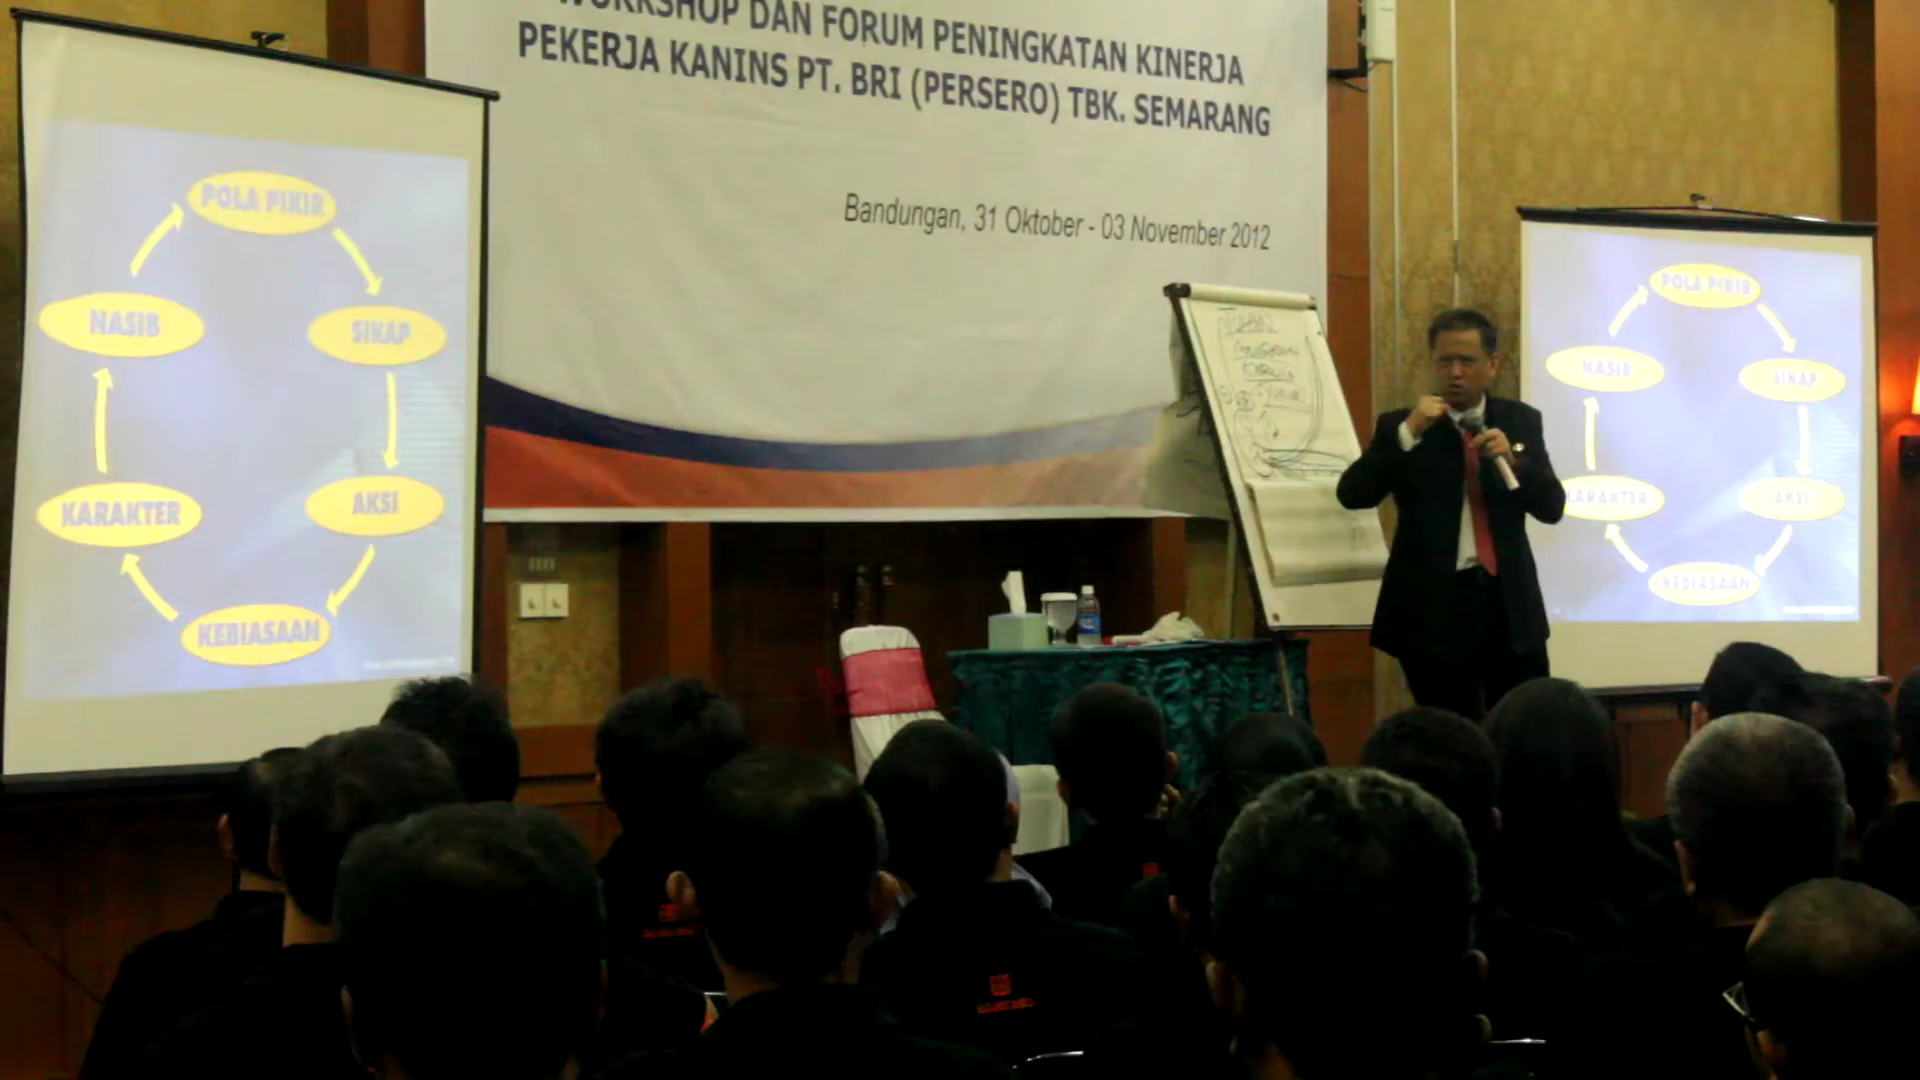 WORKSHOP DAN FORUM PENINGKATAN KINERJA
PEKERJA KANINS PT. BRI (PERSERO) TBK. SEMARANG
Bandungan, 31 Oktober - 03 November 2012
POLA PIKIR
NASIB
SIKAP
KARAKTER
AKSI
KEBIASAAN
POLA PIKIR
NASIB
SIKAP
KARAKTER
AKSI
KEBIASAAN